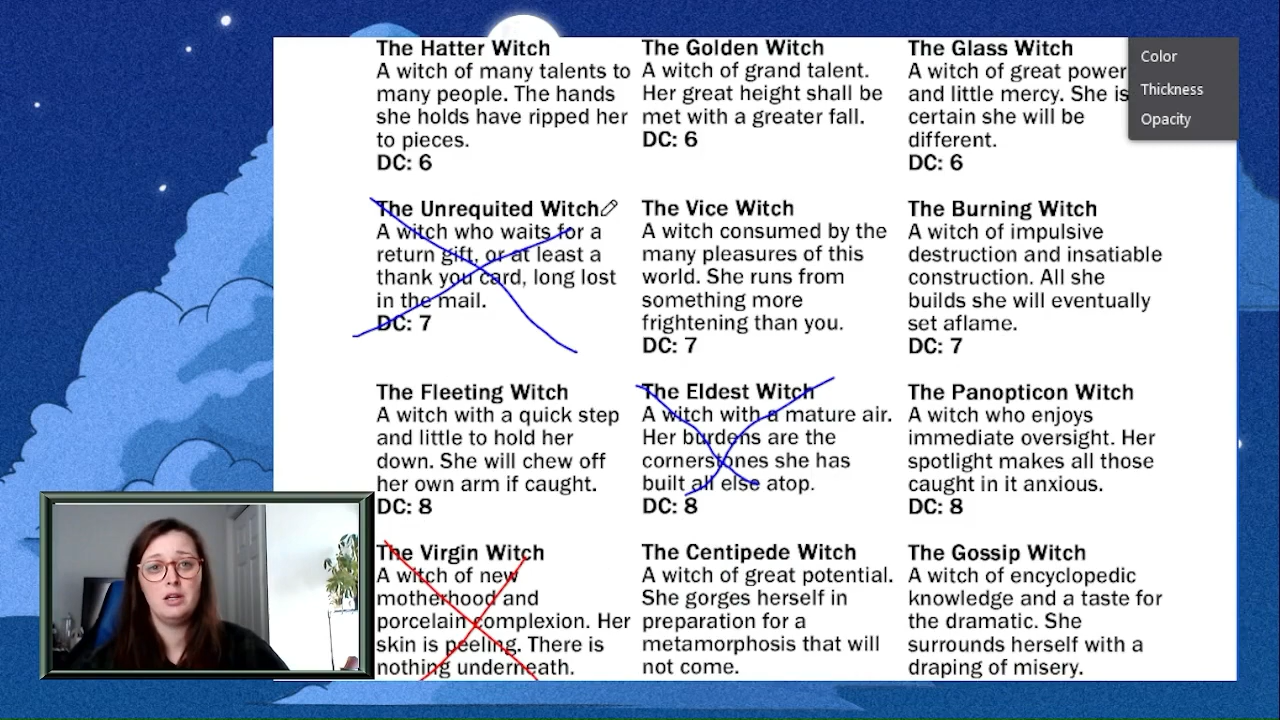 The Hatter Witch
A witch of many talents to
many people. The hands
she holds have ripped her
to pieces.
DC: 6
The Golden Witch
A witch of grand talent.
Her great height shall be
met with a greater fall.
DC: 6
The Glass Witch
A witch of great power
and little mercy. She is
certain she will be
different.
DC: 6
Color
Thickness
Opacity
The Unrequited Witch
A witch who waits for a
return gift, or at least a
thank you card, long lost
in the mail.
DC: 7
The Vice Witch
A witch consumed by the
many pleasures of this
world. She runs from
something more
frightening than you.
DC: 7
The Burning Witch
A witch of impulsive
destruction and insatiable
construction. All she
builds she will eventually
set aflame.
DC: 7
The Fleeting Witch
A witch with a quick step
and little to hold her
down. She will chew off
her own arm if caught.
DC: 8
The Eldest Witch
A witch with a mature air.
Her burdens are the
cornerstones she has
built all else atop.
DC: 8
The Panopticon Witch
A witch who enjoys
immediate oversight. Her
spotlight makes all those
caught in it anxious.
DC: 8
The Virgin Witch
A witch of new
motherhood and
porcelain complexion. Her
skin is peeling. There is
nothing underneath.
The Centipede Witch
A witch of great potential.
She gorges herself in
preparation for a
metamorphosis that will
not come.
The Gossip Witch
A witch of encyclopedic
knowledge and a taste for
the dramatic. She
surrounds herself with a
draping of misery.